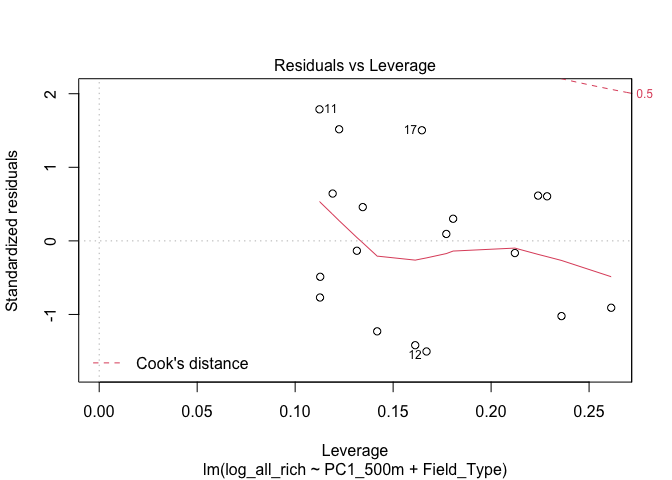 Residuals vs Leverage
Standardized residuals
2
1
0
-1
0.5
11
17
12
Cook's distance
0.00 0.05 0.10 0.15 0.20 0.25
Leverage
lm(log_all_rich ~ PC1_500m + Field_Type)